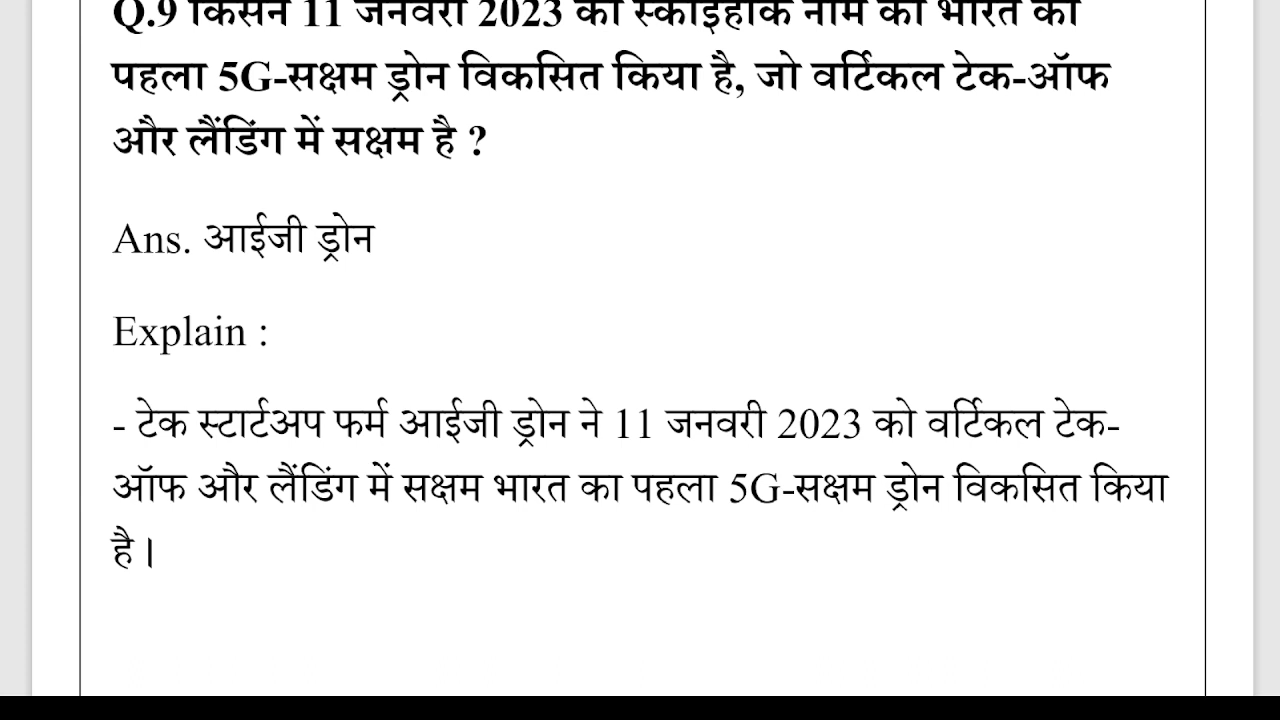 Q.9 किसने 11 जनवरी 2023 को स्काईहॉक नाम का भारत का
पहला 5G-सक्षम ड्रोन विकसित किया है, जो वर्टिकल टेक-ऑफ
और लैंडिंग में सक्षम है ?
Ans. आईजी ड्रोन
Explain :
- टेक स्टार्टअप फर्म आईजी ड्रोन ने 11 जनवरी 2023 को वर्टिकल टेक-
ऑफ और लैंडिंग में सक्षम भारत का पहला 5G-सक्षम ड्रोन विकसित किया
है।